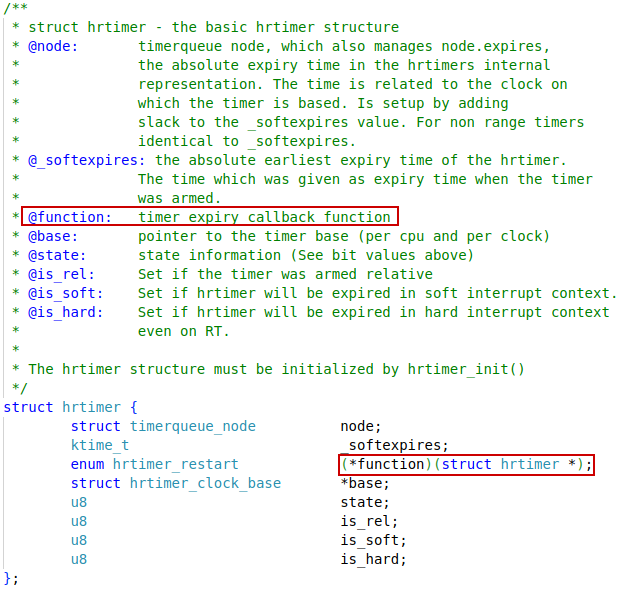 /**
 * struct hrtimer - the basic hrtimer structure
 * @node:       timerqueue node, which also manages node.expires,
 *              the absolute expiry time in the hrtimers internal
 *              representation. The time is related to the clock on
 *              which the timer is based. Is setup by adding
 *              slack to the _softexpires value. For non range timers
 *              identical to _softexpires.
 * @_softexpires: the absolute earliest expiry time of the hrtimer.
 *              The time which was given as expiry time when the timer
 *              was armed.
 * @function:   timer expiry callback function
 * @base:       pointer to the timer base (per cpu and per clock)
 * @state:      state information (See bit values above)
 * @is_rel:     Set if the timer was armed relative
 * @is_soft:    Set if hrtimer will be expired in soft interrupt context.
 * @is_hard:    Set if hrtimer will be expired in hard interrupt context
 *              even on RT.
 *
 * The hrtimer structure must be initialized by hrtimer_init()
 */
struct hrtimer {
        struct timerqueue_node          node;
        ktime_t                         _softexpires;
        enum hrtimer_restart            (*function)(struct hrtimer *);
        struct hrtimer_clock_base       *base;
        u8                              state;
        u8                              is_rel;
        u8                              is_soft;
        u8                              is_hard;
};